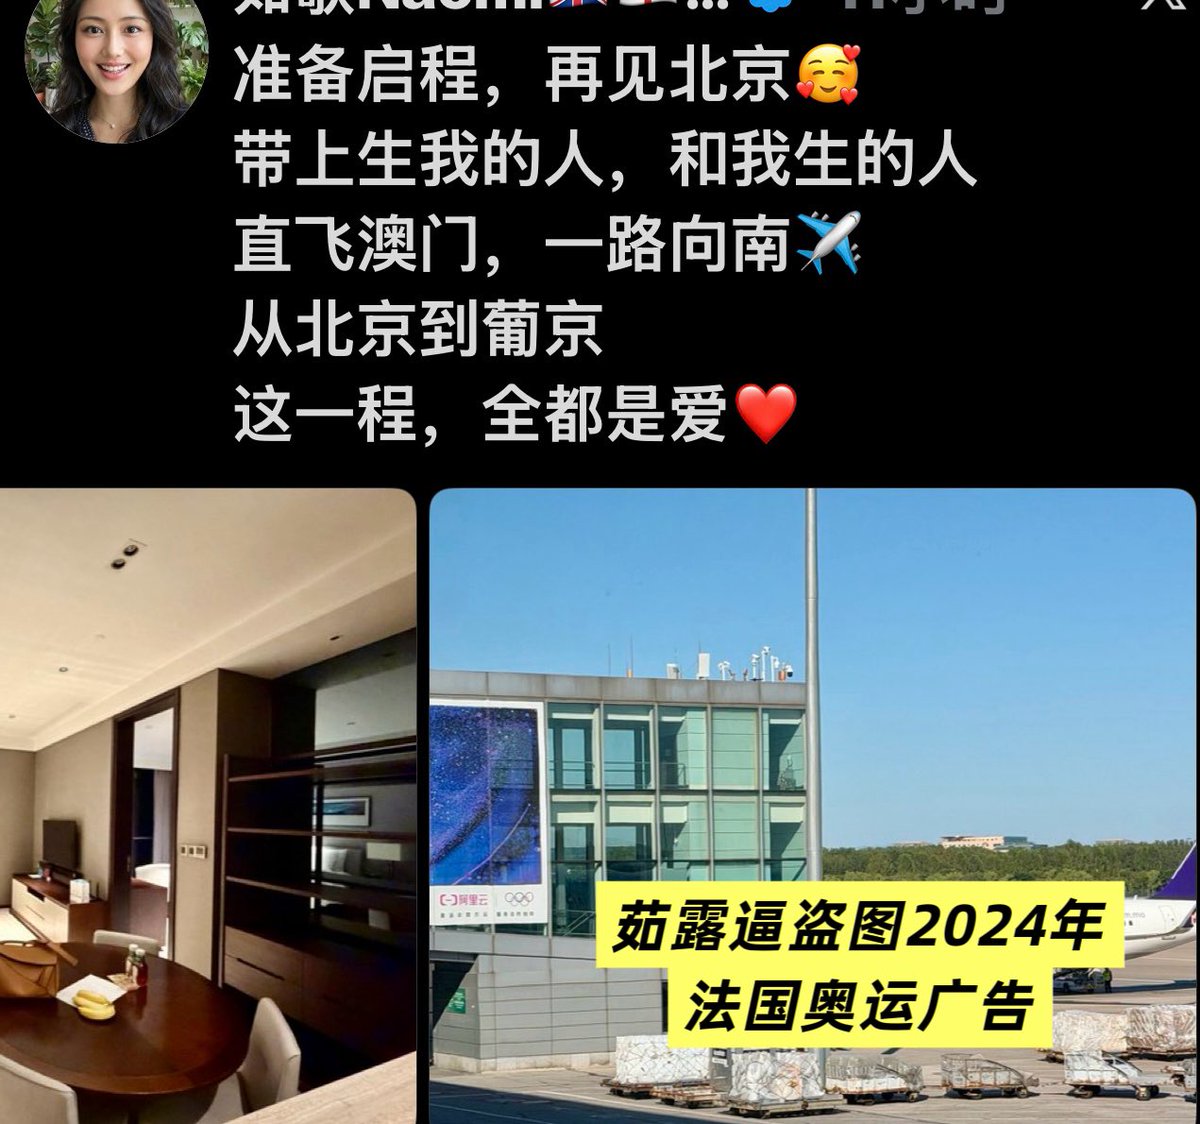 准备启程，再见北京🥰
带上生我的人，和我生的人
直飞澳门，一路向南✈️
从北京到葡京
这一程，全都是爱❤️
阿里云
茹露逼盗图2024年
法国奥运广告